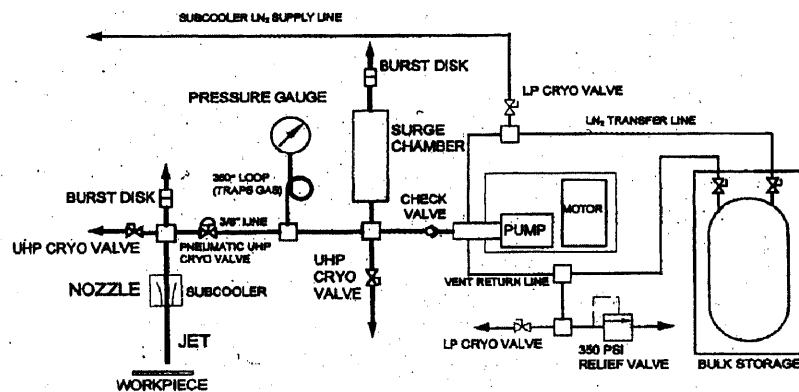 SUBCOOLER LN₂ SUPPLY LINE
BURST DISK
LP CRYO VALVE
PRESSURE GAUGE
SURGE
CHAMBER
LN₂ TRANSFER LINE
360° LOOP
(TRAPS GAS)
BURST DISK
CHECK
VALVE
MOTOR
3/8" LINE
PUMP
UHP CRYO VALVE
PNEUMATIC UHP
CRYO VALVE
UHP
CRYO
VALVE
VENT RETURN LINE
NOZZLE
SUBCOOLER
JET
LP CRYO VALVE
350 PSI
RELIEF VALVE
BULK STORAGE
WORKPIECE